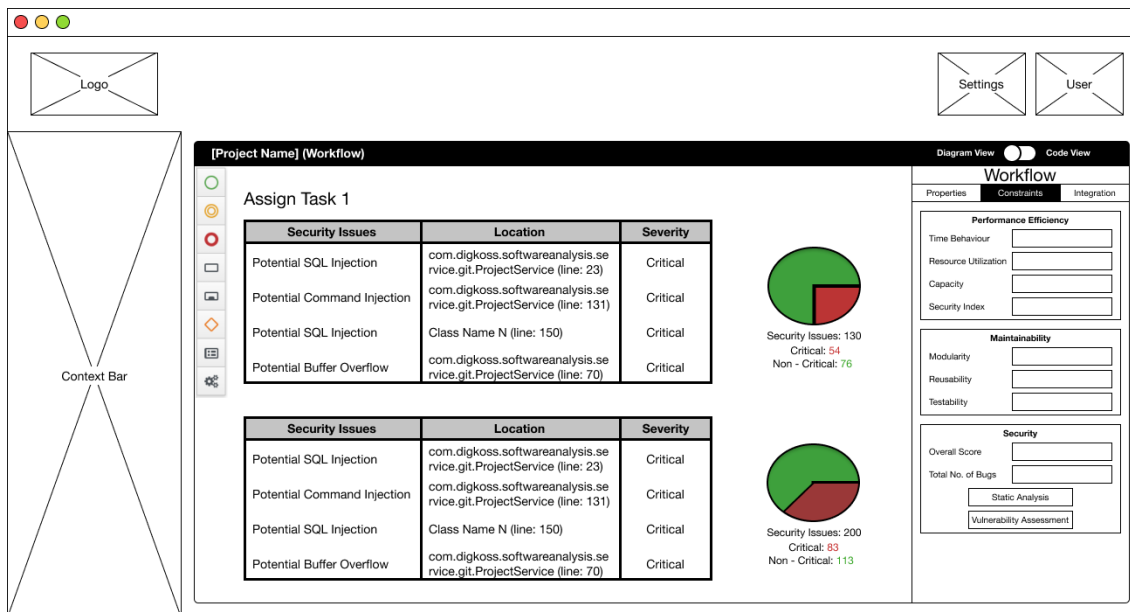 Logo
Settings
User
Context Bar
[Project Name] (Workflow)
Diagram View
Code View
Assign Task 1
Security Issues Location Severity
Potential SQL Injection com.digkoss.softwareanalysis.se
rvice.git.ProjectService (line: 23) Critical
Potential Command Injection com.digkoss.softwareanalysis.se
rvice.git.ProjectService (line: 131) Critical
Potential SQL Injection Class Name N (line: 150) Critical
Potential Buffer Overflow com.digkoss.softwareanalysis.se
rvice.git.ProjectService (line: 70) Critical
Security Issues: 130
Critical: 54
Non - Critical: 76
Security Issues Location Severity
Potential SQL Injection com.digkoss.softwareanalysis.se
rvice.git.ProjectService (line: 23) Critical
Potential Command Injection com.digkoss.softwareanalysis.se
rvice.git.ProjectService (line: 131) Critical
Potential SQL Injection Class Name N (line: 150) Critical
Potential Buffer Overflow com.digkoss.softwareanalysis.se
rvice.git.ProjectService (line: 70) Critical
Security Issues: 200
Critical: 83
Non - Critical: 113
Workflow
Properties Constraints Integration
Performance Efficiency
Time Behaviour
Resource Utilization
Capacity
Security Index
Maintainability
Modularity
Reusability
Testability
Security
Overall Score
Total No. of Bugs
Static Analysis
Vulnerability Assessment